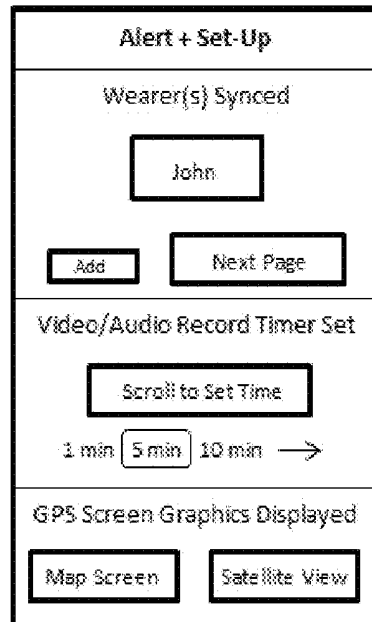 Alert + Set-Up
Wearer(s) Synced
John
Add Next Page
Video/Audio Record Timer Set
Scroll to Set Time
1 min 5 min 10 min →
GPS Screen Graphics Displayed
Map Screen Satellite View